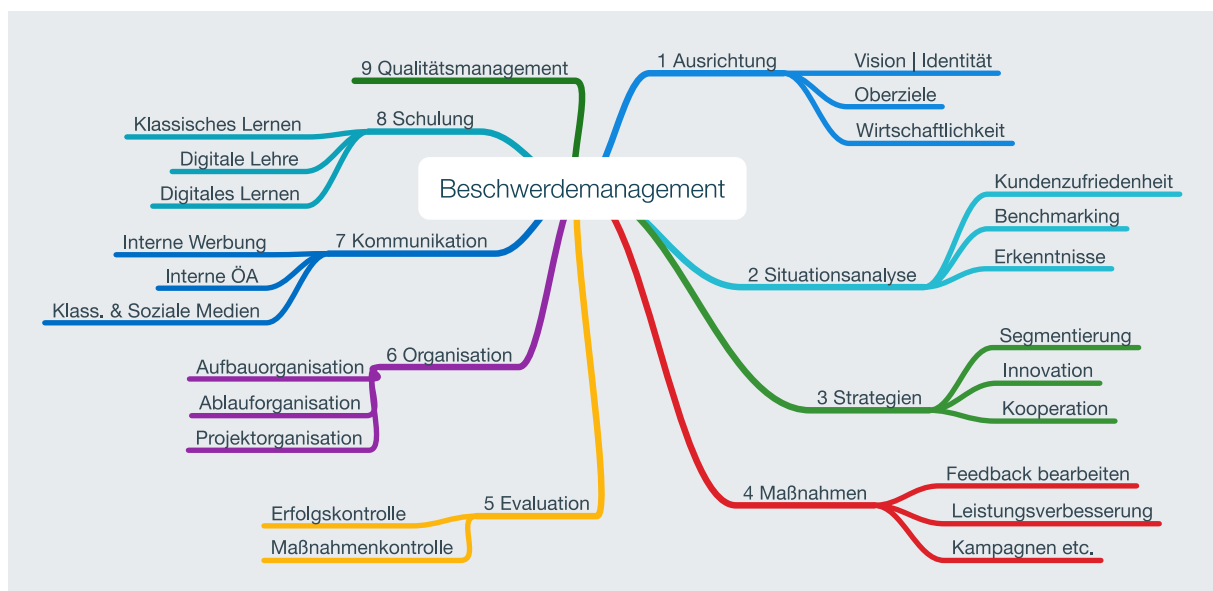 Beschwerdemanagement
1 Ausrichtung
Vision | Identität
Oberziele
Wirtschaftlichkeit
2 Situationsanalyse
Kundenzufriedenheit
Benchmarking
Erkenntnisse
3 Strategien
Segmentierung
Innovation
Kooperation
4 Maßnahmen
Feedback bearbeiten
Leistungsverbesserung
Kampagnen etc.
5 Evaluation
Erfolgskontrolle
Maßnahmenkontrolle
6 Organisation
Aufbauorganisation
Ablauforganisation
Projektorganisation
7 Kommunikation
Interne Werbung
Interne ÖA
Klass. & Soziale Medien
8 Schulung
Klassisches Lernen
Digitale Lehre
Digitales Lernen
9 Qualitätsmanagement